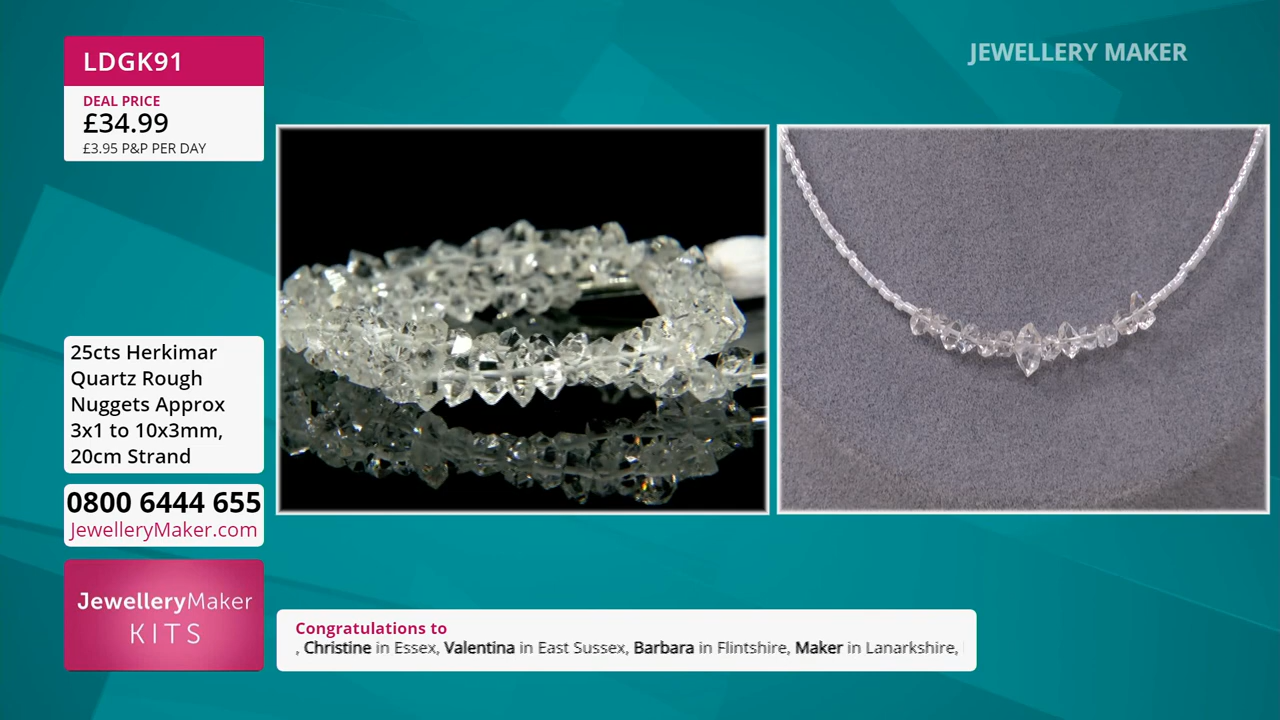 LDGK91
DEAL PRICE
£34.99
£3.95 P&P PER DAY
JEWELLERY MAKER
25cts Herkimar
Quartz Rough
Nuggets Approx
3x1 to 10x3mm,
20cm Strand
0800 6444 655
JewelleryMaker.com
JewelleryMaker
KITS
Congratulations to
, Christine in Essex, Valentina in East Sussex, Barbara in Flintshire, Maker in Lanarkshire,